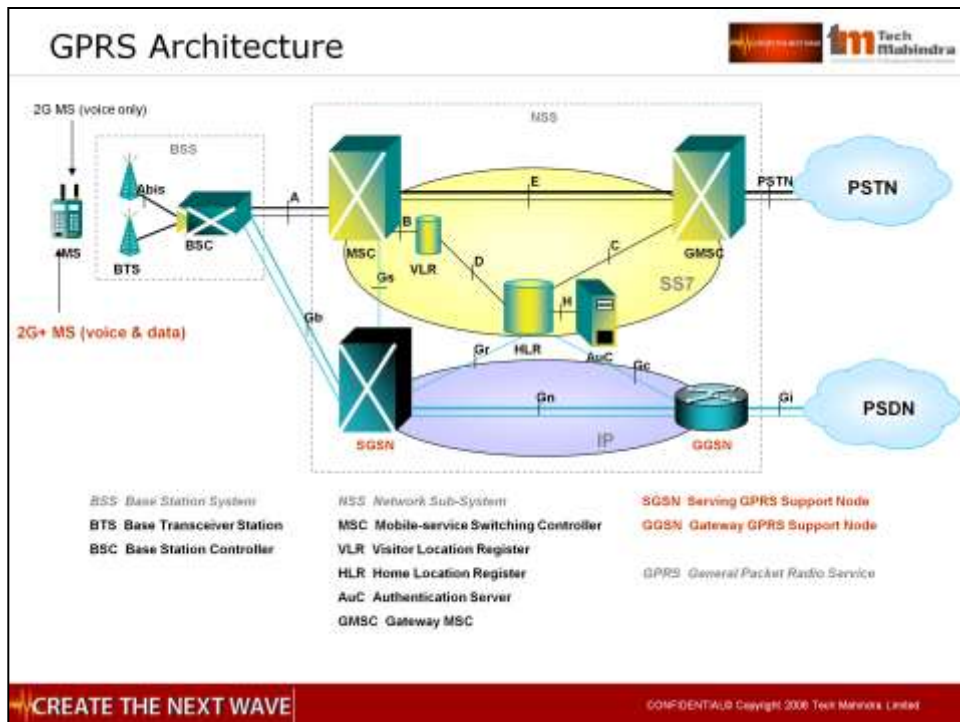 GPRS Architecture
CREATE THE NEXT WAVE
tm Tech Mahindra
2G MS (voice only)
BSS
NSS
Abis
A
E
PSTN
PSTN
MS
BTS
BSC
MSC
B
VLR
D
C
GMSC
SS7
Gs
H
HLR
AuC
2G+ MS (voice & data)
Gb
Gr
Gc
Gn
Gi
PSDN
SGSN
IP
GGSN
BSS Base Station System
BTS Base Transceiver Station
BSC Base Station Controller
NSS Network Sub-System
MSC Mobile-service Switching Controller
VLR Visitor Location Register
HLR Home Location Register
AuC Authentication Server
GMSC Gateway MSC
SGSN Serving GPRS Support Node
GGSN Gateway GPRS Support Node
GPRS General Packet Radio Service
CREATE THE NEXT WAVE
CONFIDENTIAL© Copyright 2008 Tech Mahindra Limited